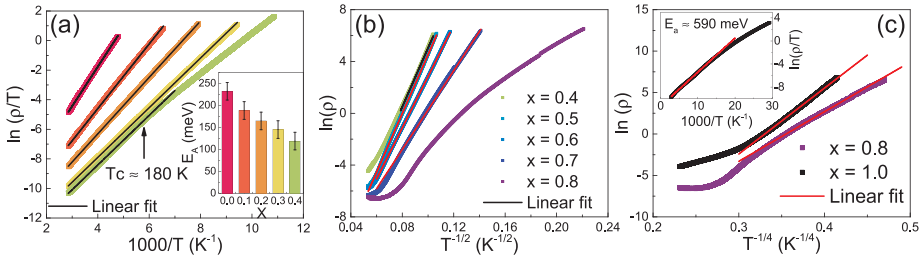 (a)
ln (ρ/T)
2
0
-2
-4
-6
-8
-10
-12
2
4
6
8
10
12
1000/T (K⁻¹)
Tᴄ ≈ 180 K
Linear fit
E_A (meV)
250
200
150
100
50
0
0.0 0.1 0.2 0.3 0.4
X
(b)
ln(ρ)
8
4
0
-4
-8
0.04 0.08 0.12 0.16 0.20 0.24
T⁻¹/² (K⁻¹/²)
x = 0.4
x = 0.5
x = 0.6
x = 0.7
x = 0.8
Linear fit
(c)
ln (ρ)
15
10
5
0
-5
-10
0.2 0.3 0.4 0.5
T⁻¹/⁴ (K⁻¹/⁴)
x = 0.8
x = 1.0
Linear fit
Eₐ ≈ 590 meV
ln(ρ/T)
4
0
-4
-8
0 10 20 30
1000/T (K⁻¹)